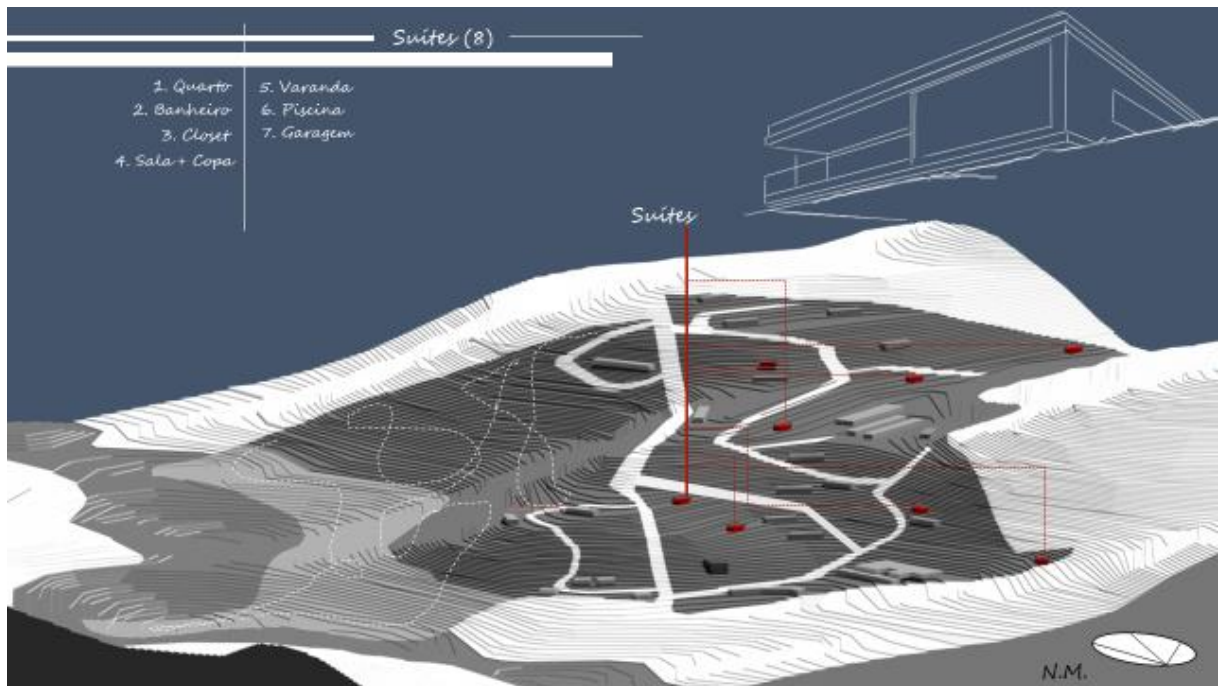 Suítes (8)
1. Quarto
2. Banheiro
3. Closet
4. Sala + Copa
5. Varanda
6. Piscina
7. Garagem
Suítes
N.M.